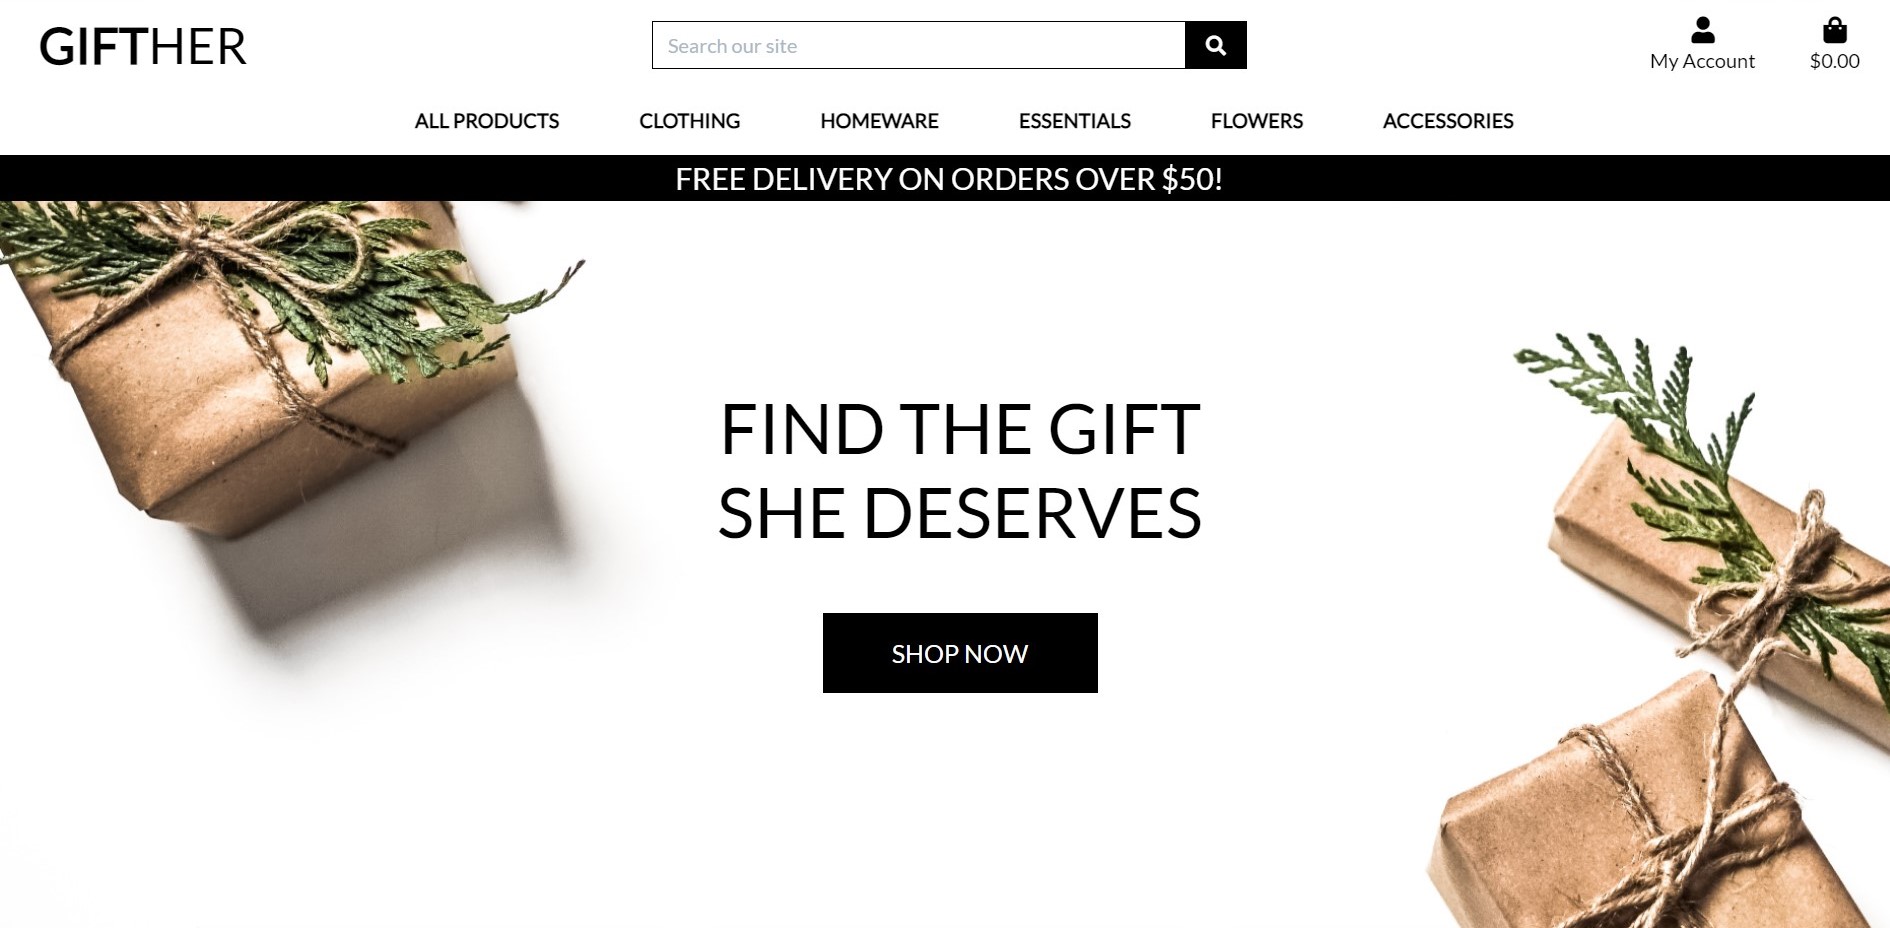 GIFTHER
Search our site
My Account
$0.00
ALL PRODUCTS CLOTHING HOMEWARE ESSENTIALS FLOWERS ACCESSORIES
FREE DELIVERY ON ORDERS OVER $50!
FIND THE GIFT
SHE DESERVES
SHOP NOW